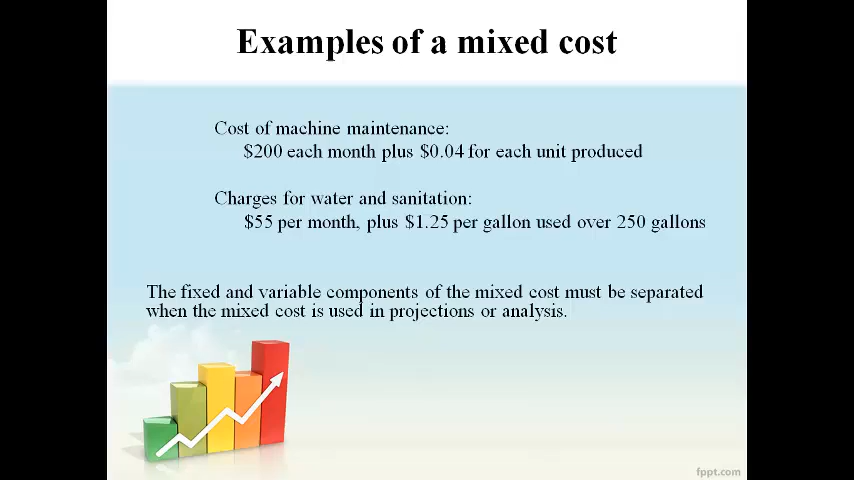 Examples of a mixed cost
Cost of machine maintenance:
$200 each month plus $0.04 for each unit produced
Charges for water and sanitation:
$55 per month, plus $1.25 per gallon used over 250 gallons
The fixed and variable components of the mixed cost must be separated
when the mixed cost is used in projections or analysis.
fppt.com